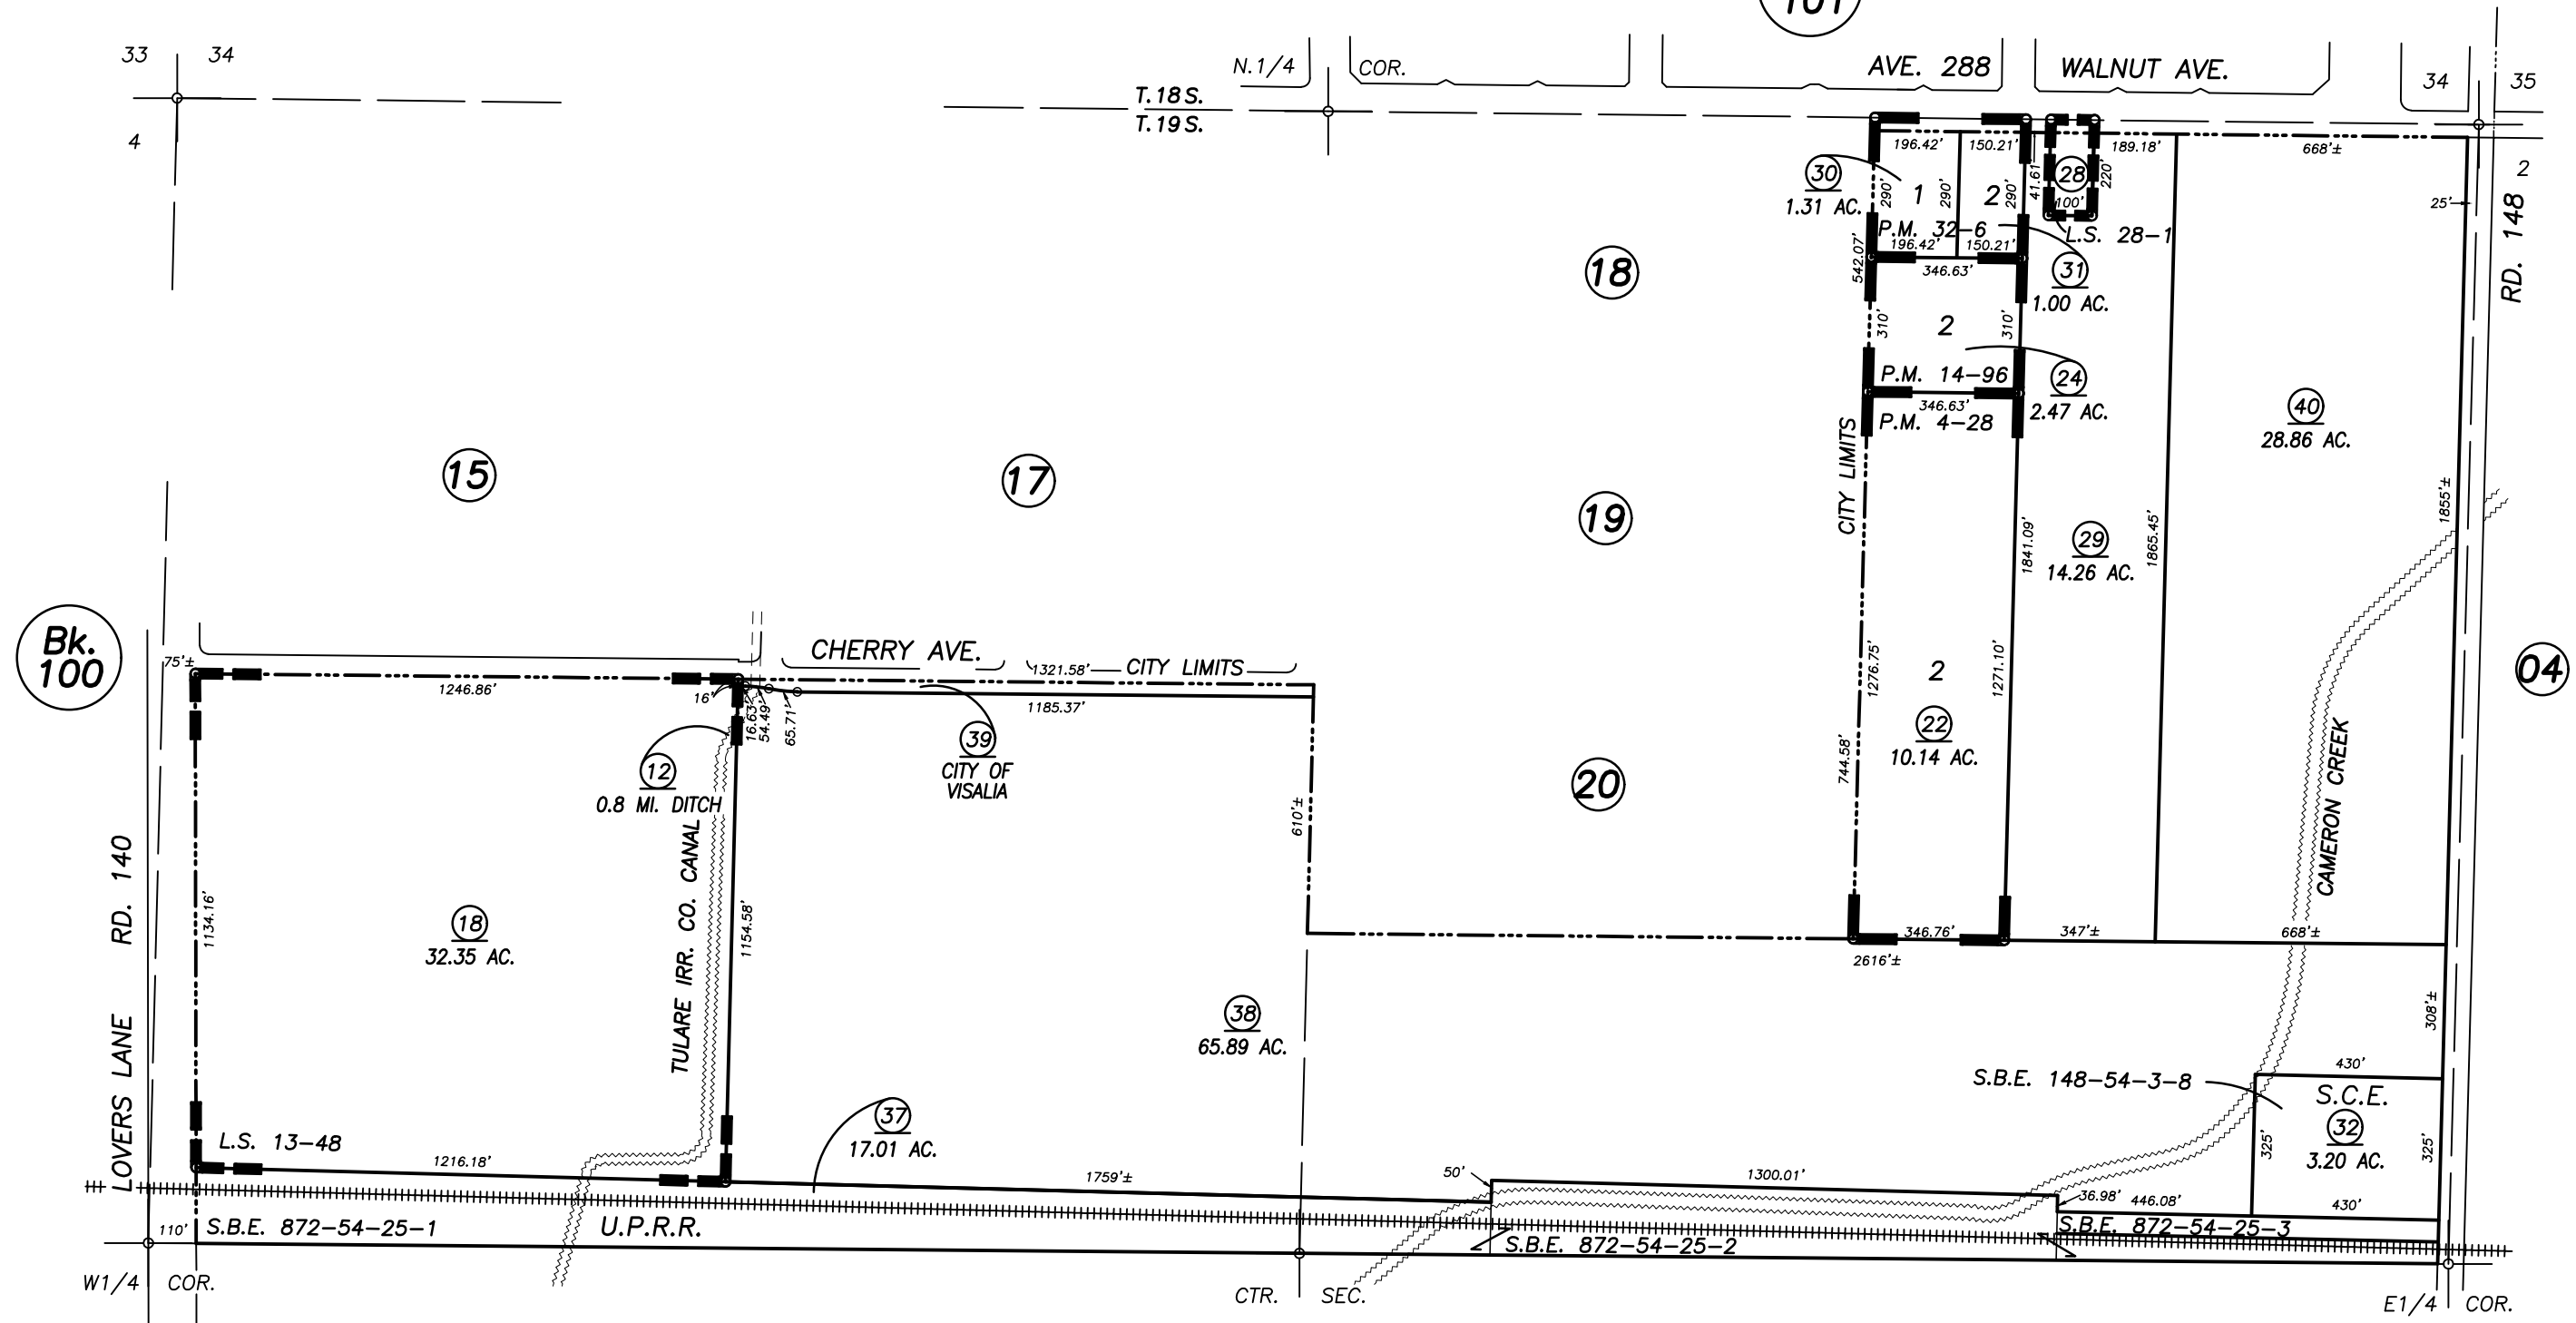 101
33 34
N.1/4 COR.
AVE. 288 WALNUT AVE.
34 35
T.18S.
T.19S.
4
2
196.42' 150.21' 189.18' 668'±
30
1.31 AC.
290' 1 290' 2 290'
41.61'
28
100'
220'
25'
RD. 148
P.M. 32-6
L.S. 28-1
196.42' 150.21'
542.07'
346.63'
18
31
1.00 AC.
310' 2 310'
P.M. 14-96
24
2.47 AC.
346.63'
P.M. 4-28
40
28.86 AC.
CITY LIMITS
15
17
19
1841.09'
29
14.26 AC.
1865.45'
1855'±
Bk.
100
75'±
CHERRY AVE.
1321.58' CITY LIMITS
1246.86'
16'
16.63'
54.49'
65.71'
1185.37'
39
CITY OF
VISALIA
12
0.8 MI. DITCH
1276.75' 2 1271.10'
22
10.14 AC.
744.58'
20
610'±
04
CAMERON CREEK
LOVERS LANE RD. 140
1134.16'
18
32.35 AC.
TULARE IRR. CO. CANAL
1154.58'
346.76' 347'± 668'±
2616'±
38
65.89 AC.
308'±
S.B.E. 148-54-3-8
430'
S.C.E.
32
3.20 AC.
325' 325'
L.S. 13-48
37
17.01 AC.
1216.18'
1759'±
50'
1300.01'
36.98' 446.08' 430'
110'
S.B.E. 872-54-25-1
U.P.R.R.
S.B.E. 872-54-25-2
S.B.E. 872-54-25-3
W1/4 COR.
CTR. SEC.
E1/4 COR.